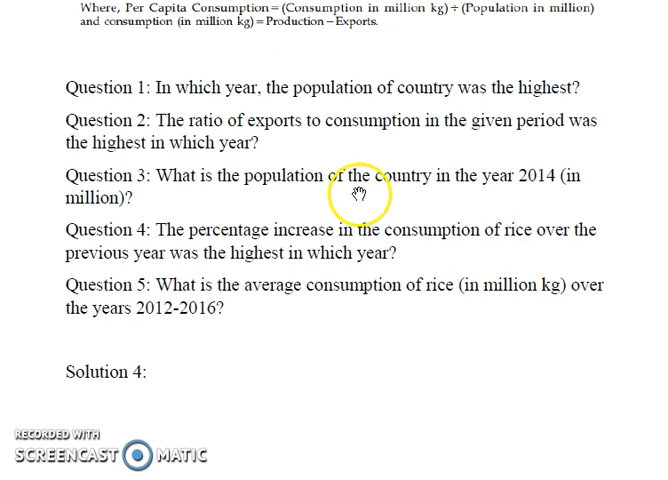 Where, Per Capita Consumption = (Consumption in million kg) ÷ (Population in million)
and consumption (in million kg) = Production – Exports.
Question 1: In which year, the population of country was the highest?
Question 2: The ratio of exports to consumption in the given period was
the highest in which year?
Question 3: What is the population of the country in the year 2014 (in
million)?
Question 4: The percentage increase in the consumption of rice over the
previous year was the highest in which year?
Question 5: What is the average consumption of rice (in million kg) over
the years 2012-2016?
Solution 4:
RECORDED WITH
SCREENCAST MATIC